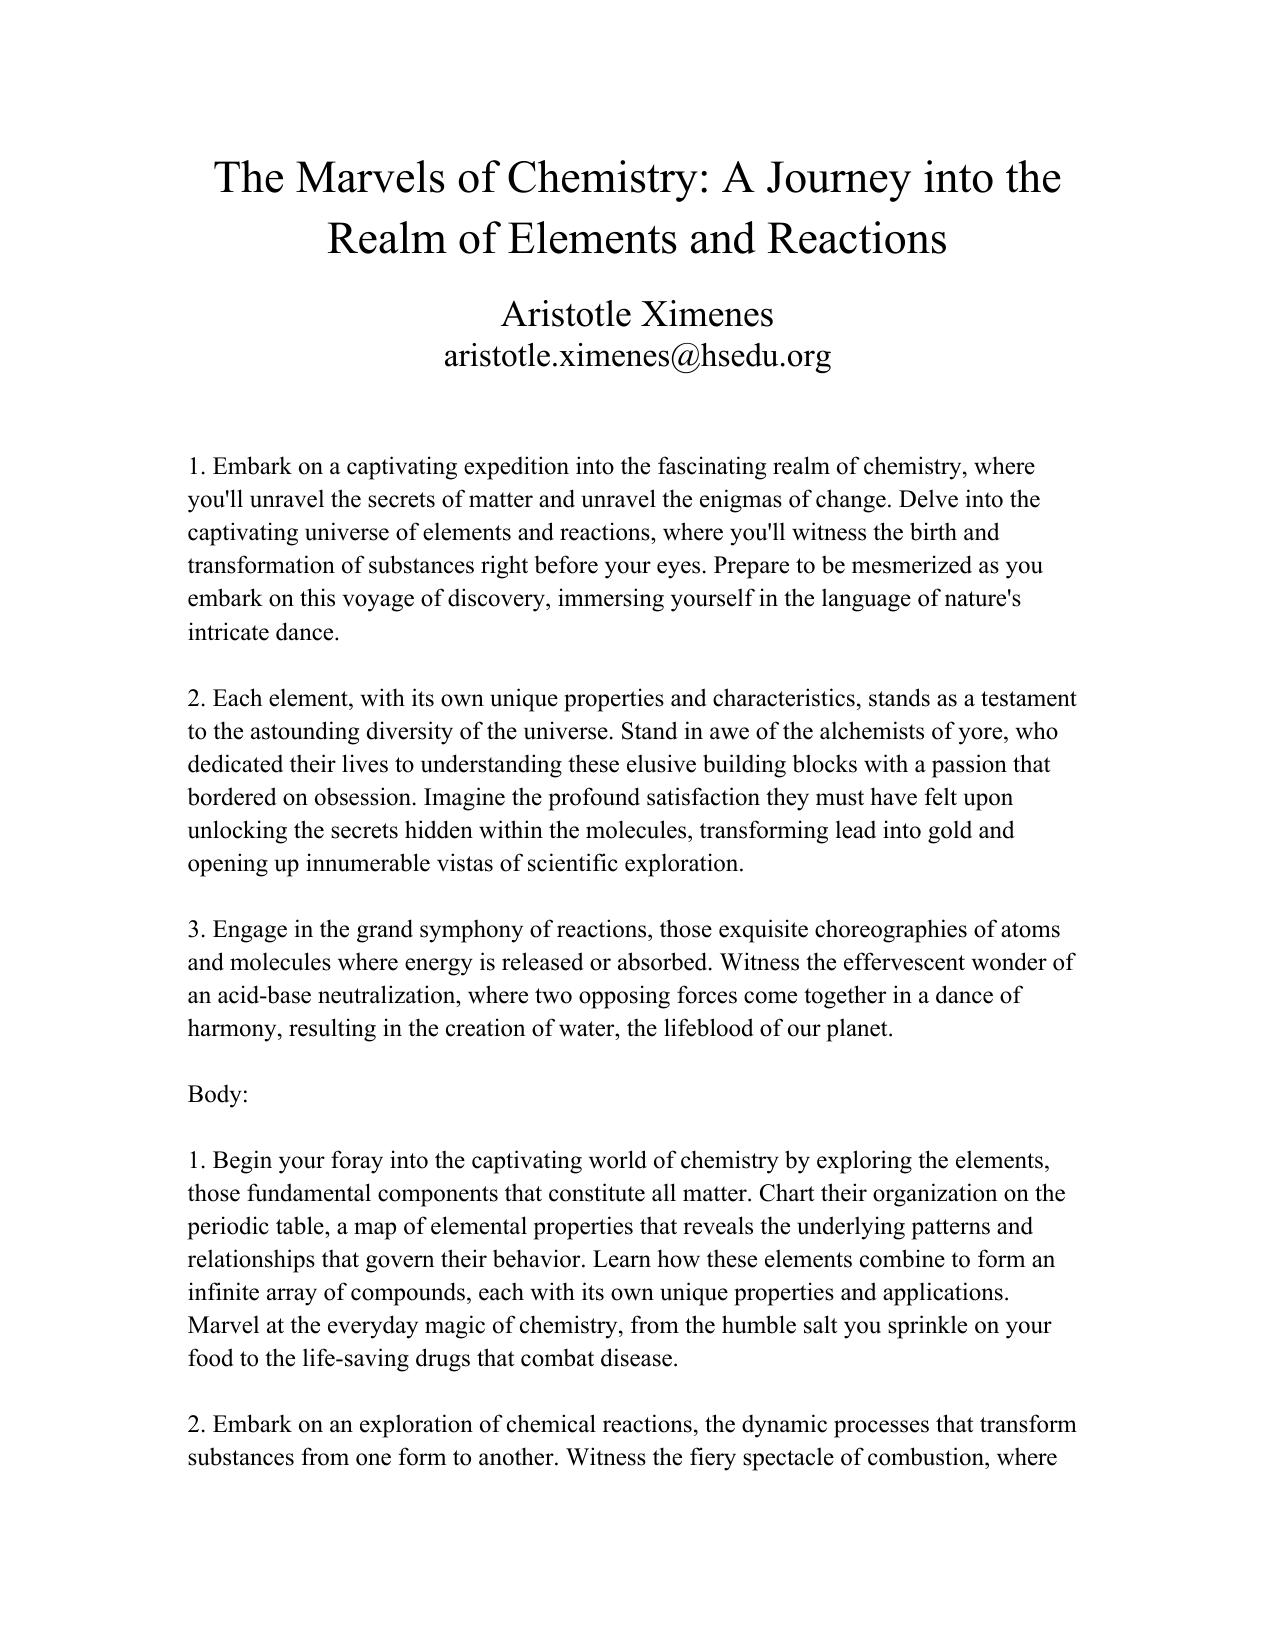 The Marvels of Chemistry: A Journey into the
Realm of Elements and Reactions
Aristotle Ximenes
aristotle.ximenes@hsedu.org
1. Embark on a captivating expedition into the fascinating realm of chemistry, where
you'll unravel the secrets of matter and unravel the enigmas of change. Delve into the
captivating universe of elements and reactions, where you'll witness the birth and
transformation of substances right before your eyes. Prepare to be mesmerized as you
embark on this voyage of discovery, immersing yourself in the language of nature's
intricate dance.
2. Each element, with its own unique properties and characteristics, stands as a testament
to the astounding diversity of the universe. Stand in awe of the alchemists of yore, who
dedicated their lives to understanding these elusive building blocks with a passion that
bordered on obsession. Imagine the profound satisfaction they must have felt upon
unlocking the secrets hidden within the molecules, transforming lead into gold and
opening up innumerable vistas of scientific exploration.
3. Engage in the grand symphony of reactions, those exquisite choreographies of atoms
and molecules where energy is released or absorbed. Witness the effervescent wonder of
an acid-base neutralization, where two opposing forces come together in a dance of
harmony, resulting in the creation of water, the lifeblood of our planet.
Body:
1. Begin your foray into the captivating world of chemistry by exploring the elements,
those fundamental components that constitute all matter. Chart their organization on the
periodic table, a map of elemental properties that reveals the underlying patterns and
relationships that govern their behavior. Learn how these elements combine to form an
infinite array of compounds, each with its own unique properties and applications.
Marvel at the everyday magic of chemistry, from the humble salt you sprinkle on your
food to the life-saving drugs that combat disease.
2. Embark on an exploration of chemical reactions, the dynamic processes that transform
substances from one form to another. Witness the fiery spectacle of combustion, where